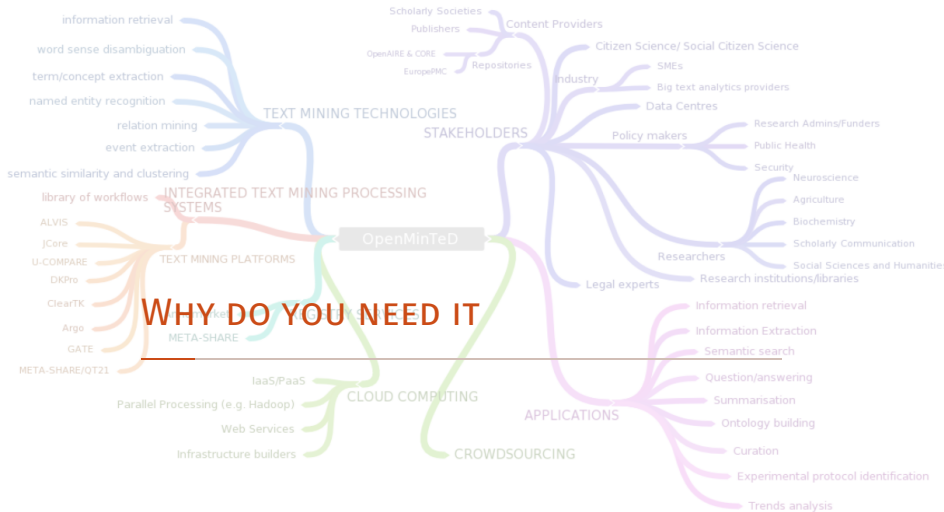 information retrieval
word sense disambiguation
term/concept extraction
named entity recognition
relation mining
event extraction
semantic similarity and clustering
TEXT MINING TECHNOLOGIES
library of workflows
INTEGRATED TEXT MINING PROCESSING
SYSTEMS
ALVIS
JCore
U-COMPARE
DKPro
ClearTK
Argo
GATE
META-SHARE/QT21
TEXT MINING PLATFORMS
OpenMinTeD
REGISTRY SERVICES
META-SHARE
WHY DO YOU NEED IT
IaaS/PaaS
Parallel Processing (e.g. Hadoop)
Web Services
Infrastructure builders
CLOUD COMPUTING
CROWDSOURCING
Scholarly Societies
Publishers
OpenAIRE & CORE
EuropePMC
Repositories
Content Providers
STAKEHOLDERS
Citizen Science/ Social Citizen Science
Industry
SMEs
Big text analytics providers
Data Centres
Policy makers
Research Admins/Funders
Public Health
Security
Researchers
Neuroscience
Agriculture
Biochemistry
Scholarly Communication
Social Sciences and Humanities
Research institutions/libraries
Legal experts
APPLICATIONS
Information retrieval
Information Extraction
Semantic search
Question/answering
Summarisation
Ontology building
Curation
Experimental protocol identification
Trends analysis